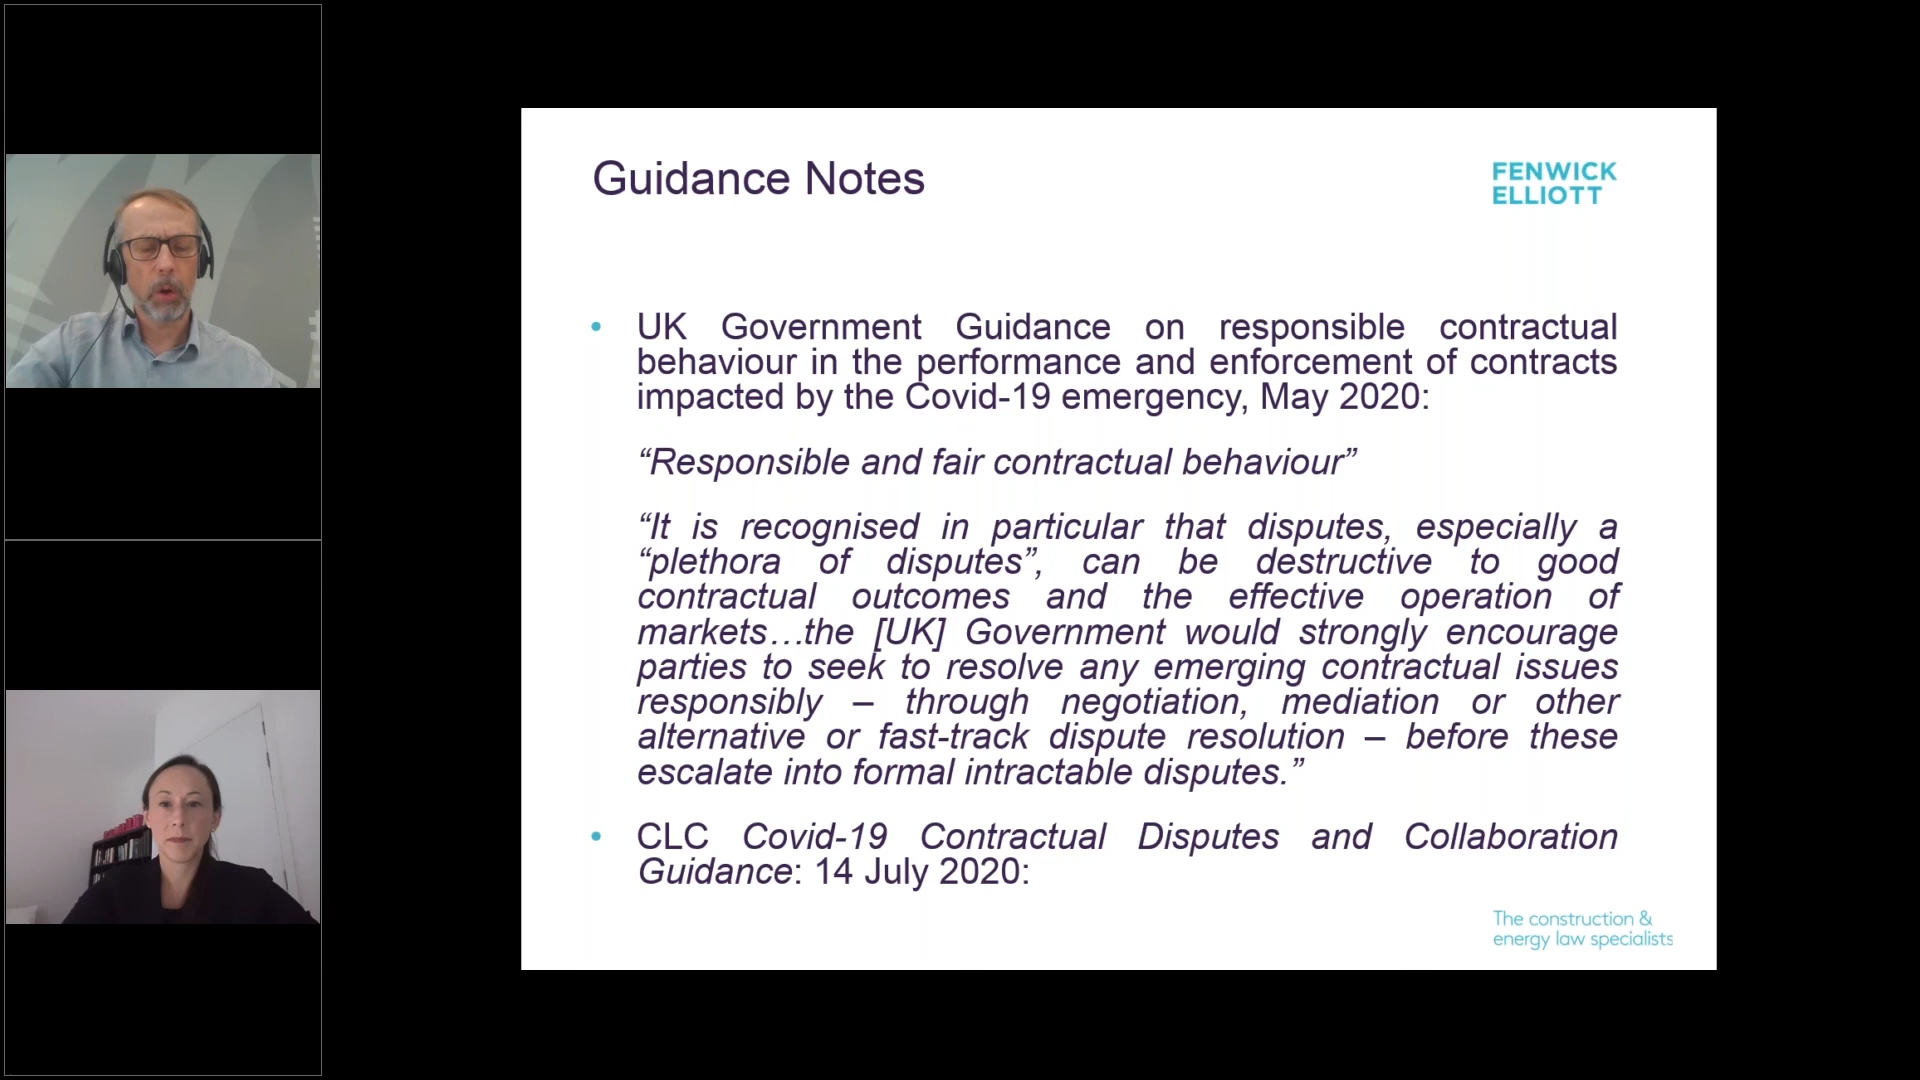 Guidance Notes
FENWICK
ELLIOTT
• UK Government Guidance on responsible contractual
behaviour in the performance and enforcement of contracts
impacted by the Covid-19 emergency, May 2020:
“Responsible and fair contractual behaviour”
“It is recognised in particular that disputes, especially a
“plethora of disputes”, can be destructive to good
contractual outcomes and the effective operation of
markets…the [UK] Government would strongly encourage
parties to seek to resolve any emerging contractual issues
responsibly – through negotiation, mediation or other
alternative or fast-track dispute resolution – before these
escalate into formal intractable disputes.”
• CLC Covid-19 Contractual Disputes and Collaboration
Guidance: 14 July 2020:
The construction &
energy law specialists